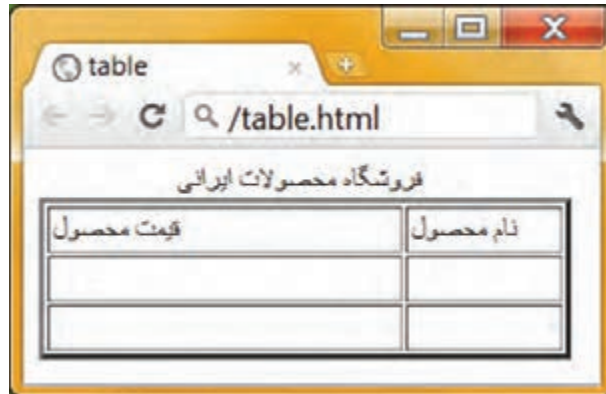 table
/table.html
فروشگاه محصولات ایرانی
نام محصول قیمت محصول